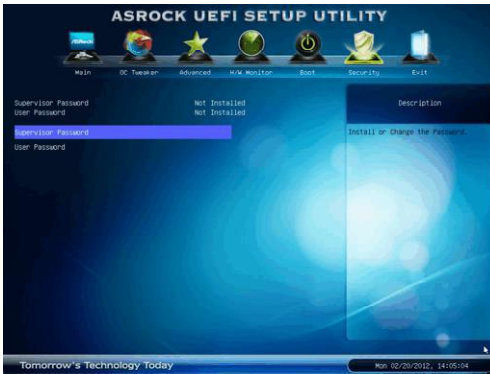 ASROCK UEFI SETUP UTILITY
ASRock
Main OC Tweaker Advanced H/W Monitor Boot Security Exit
Supervisor Password Not Installed
User Password Not Installed
Supervisor Password
User Password
Description
Install or Change the Password.
Tomorrow's Technology Today
Mon 02/20/2012, 14:05:04